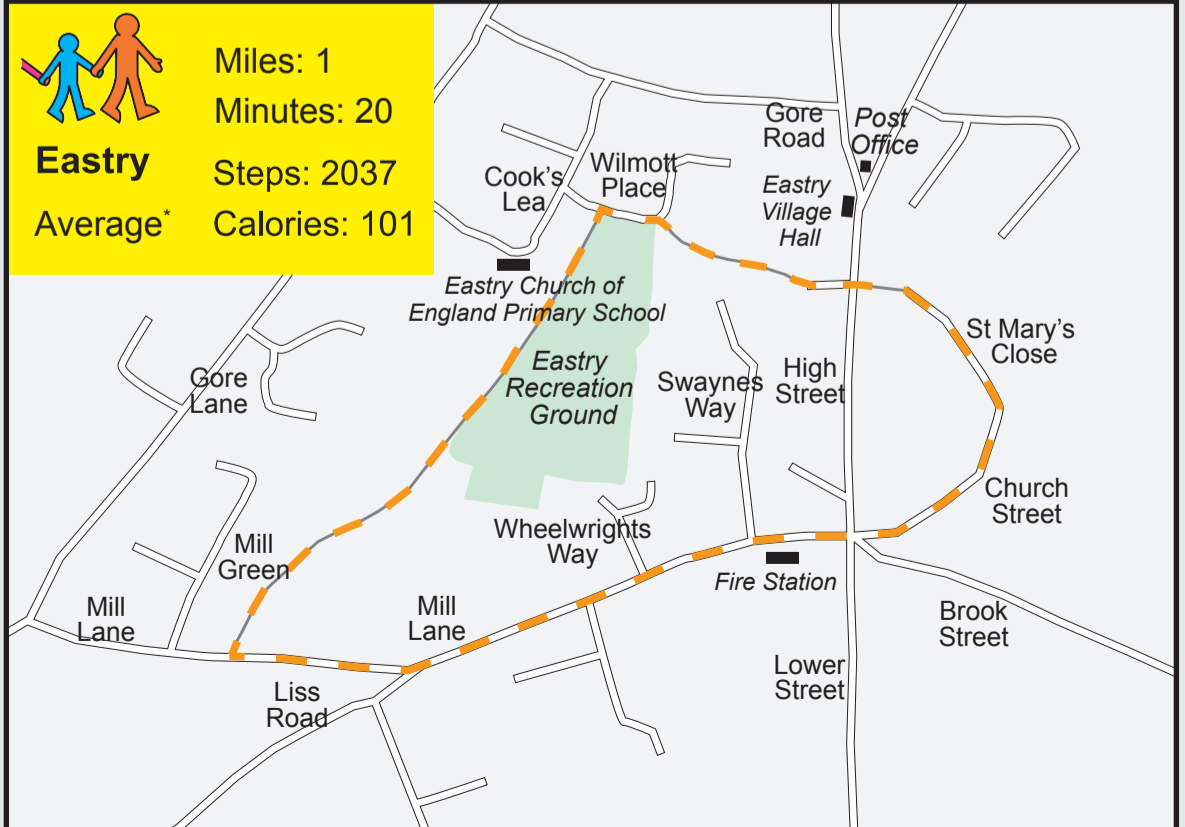 Miles: 1
Minutes: 20
Eastry
Steps: 2037
Average*
Calories: 101
Gore
Road
Post
Office
Wilmott
Place
Cook's
Lea
Eastry
Village
Hall
Eastry Church of
England Primary School
St Mary's
Close
Eastry
Recreation
Ground
High
Street
Swaynes
Way
Gore
Lane
Church
Street
Wheelwrights
Way
Mill
Green
Fire Station
Mill
Lane
Mill
Lane
Brook
Street
Lower
Street
Liss
Road